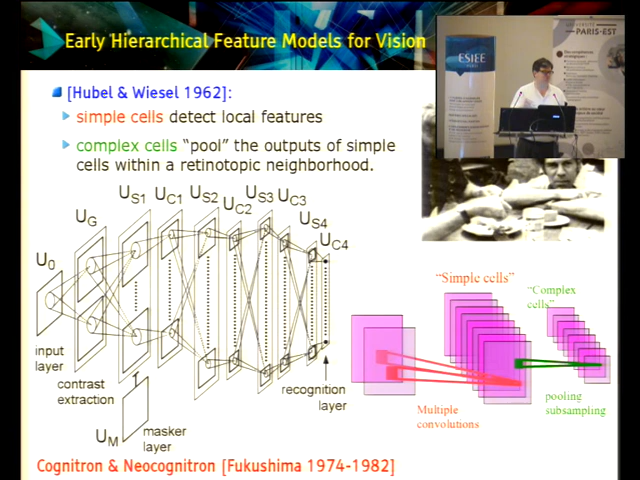 Early Hierarchical Feature Models for Vision
ESIEE
PARIS
UNIVERSITÉ
PARIS-EST
[Hubel & Wiesel 1962]:
simple cells detect local features
complex cells “pool” the outputs of simple
cells within a retinotopic neighborhood.
U0
UG
US1
UC1
US2
UC2
US3
UC3
US4
UC4
input
layer
contrast
extraction
UM
masker
layer
recognition
layer
“Simple cells”
“Complex
cells”
Multiple
convolutions
pooling
subsampling
Cognitron & Neocognitron [Fukushima 1974-1982]